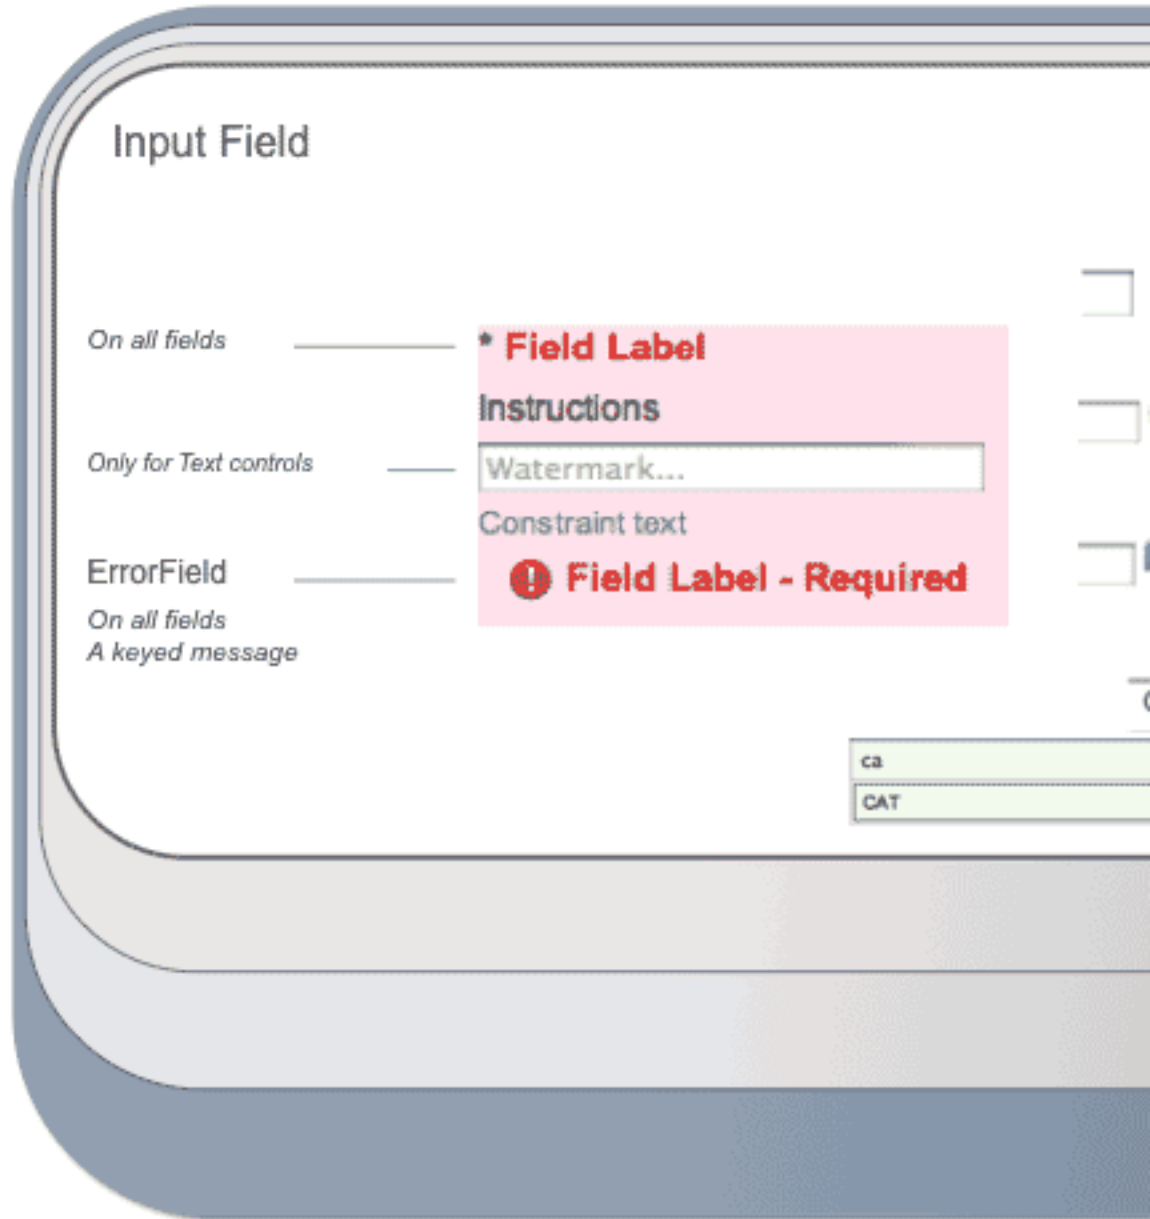 Input Field
On all fields
* Field Label
Instructions
Only for Text controls
Watermark...
Constraint text
ErrorField
Field Label - Required
On all fields
A keyed message
ca
CAT